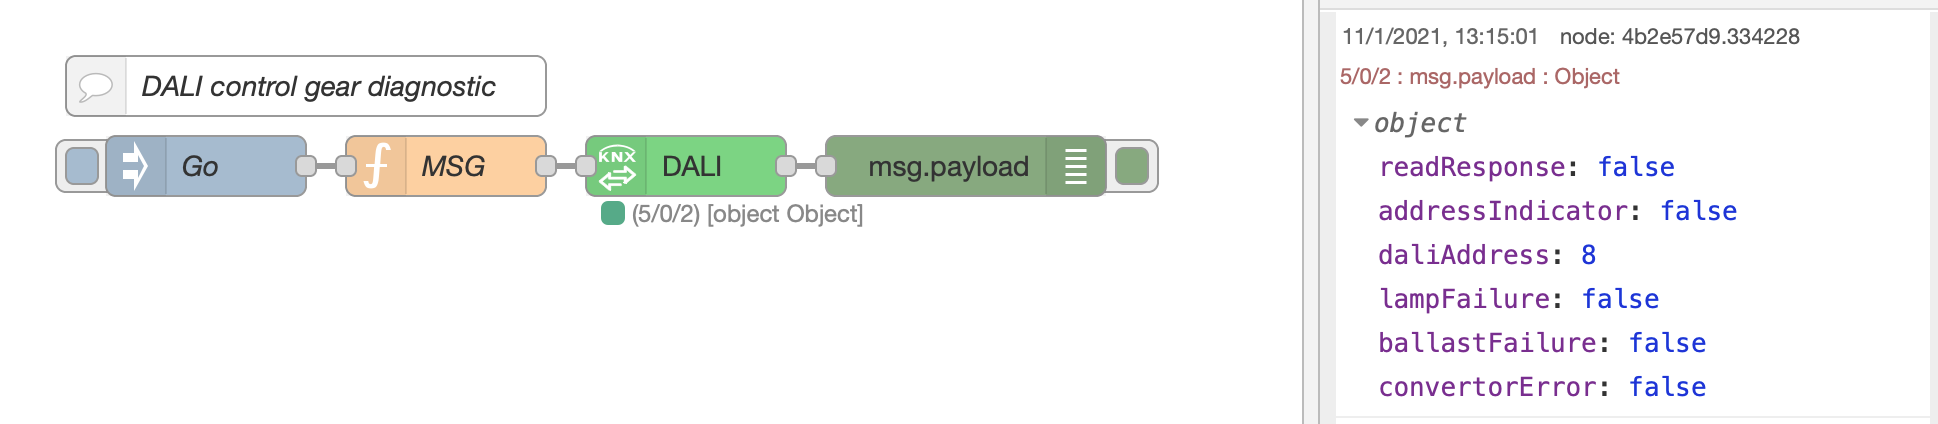 DALI control gear diagnostic
Go
MSG
KNX
DALI
msg.payload
(5/0/2) [object Object]
11/1/2021, 13:15:01 node: 4b2e57d9.334228
5/0/2 : msg.payload : Object
object
readResponse: false
addressIndicator: false
daliAddress: 8
lampFailure: false
ballastFailure: false
convertorError: false